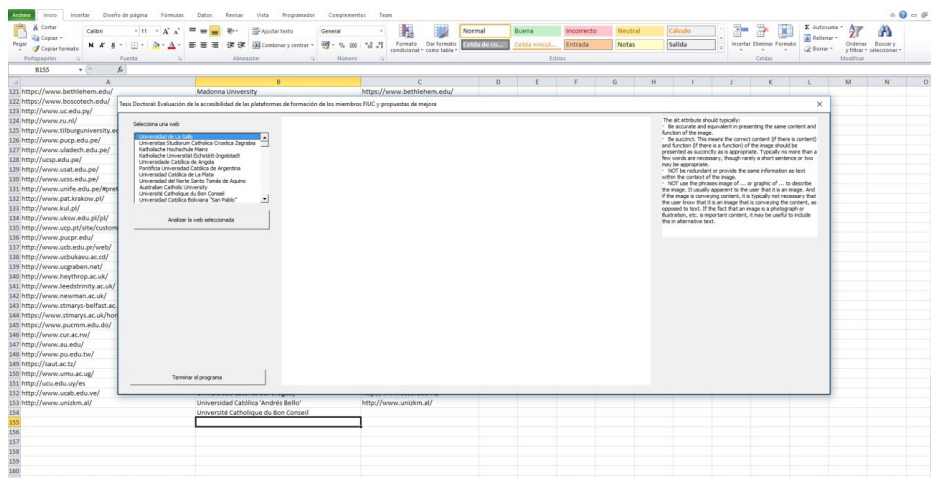 Archivo Inicio Insertar Diseño de página Fórmulas Datos Revisar Vista Programador Complementos Team
Pegar
Cortar
Copiar
Copiar formato
Portapapeles
Calibri 11
N K S
Fuente
Ajustar texto
Combinar y centrar
Alineación
General
% 000
Número
Formato condicional
Dar formato como tabla
Normal Buena Incorrecto Neutral Cálculo
Celda de co... Celda vincul... Entrada Notas Salida
Estilos
Insertar Eliminar Formato
Celdas
Σ Autosuma
Rellenar
Borrar
Ordenar y filtrar
Buscar y seleccionar
Modificar
B155 fx
A B C D E F G H I J K L M N O
121 https://www.bethlehem.edu/ Madonna University https://www.bethlehem.edu/
122 https://www.boscotech.edu/
123 http://www.uc.edu.py/
124 http://www.ru.nl/
125 http://www.tilburguniversity.ed
126 http://www.pucp.edu.pe/
127 http://www.uladech.edu.pe/
128 http://ucsp.edu.pe/
129 http://www.usat.edu.pe/
130 http://www.ucss.edu.pe/
131 http://www.unife.edu.pe/#pret
132 http://www.pat.krakow.pl/
133 http://www.kul.pl/
134 http://www.uksw.edu.pl/pl/
135 http://www.ucp.pt/site/custom
136 http://www.pucpr.edu/
137 http://www.ucb.edu.pr/web/
138 http://www.ucbukavu.ac.cd/
139 http://www.ucgraben.net/
140 http://www.heythrop.ac.uk/
141 http://www.leedstrinity.ac.uk/
142 http://www.newman.ac.uk/
143 http://www.stmarys-belfast.ac.
144 https://www.stmarys.ac.uk/hor
145 https://www.pucmm.edu.do/
146 http://www.cur.ac.rw/
147 http://www.au.edu/
148 http://www.pu.edu.tw/
149 https://saut.ac.tz/
150 http://www.umu.ac.ug/
151 http://ucu.edu.uy/es
152 http://www.ucab.edu.ve/
153 http://www.unizkm.al/ Universidad Católica 'Andrés Bello' http://www.unizkm.al/
154 Université Catholique du Bon Conseil
155
156
157
158
159
160
Tesis Doctoral: Evaluación de la accesibilidad de las plataformas de formación de los miembros FIUC y propuestas de mejora
Selecciona una web
Universidad de La Salle
Universitas Studiorum Catholica Croatica Zagrabia
Katholische Hochschule Mainz
Katholische Universität Eichstätt-Ingolstadt
Universidade Católica de Angola
Pontificia Universidad Católica de Argentina
Universidad Católica de La Plata
Universidad del Norte Santo Tomás de Aquino
Australian Catholic University
Université Catholique du Bon Conseil
Universidad Católica Boliviana "San Pablo"
Analizar la web seleccionada
Terminar el programa
The alt attribute should typically:
· Be accurate and equivalent in presenting the same content and
function of the image.
· Be succinct. This means the correct content (if there is content)
and function (if there is a function) of the image should be
presented as succinctly as is appropriate. Typically no more than a
few words are necessary, though rarely a short sentence or two
may be appropriate.
· NOT be redundant or provide the same information as text
within the context of the image.
· NOT use the phrases image of ... or graphic of ... to describe
the image. It usually apparent to the user that it is an image. And
if the image is conveying content, it is typically not necessary that
the user know that it is an image that is conveying the content, as
opposed to text. If the fact that an image is a photograph or
illustration, etc. is important content, it may be useful to include
this in alternative text.